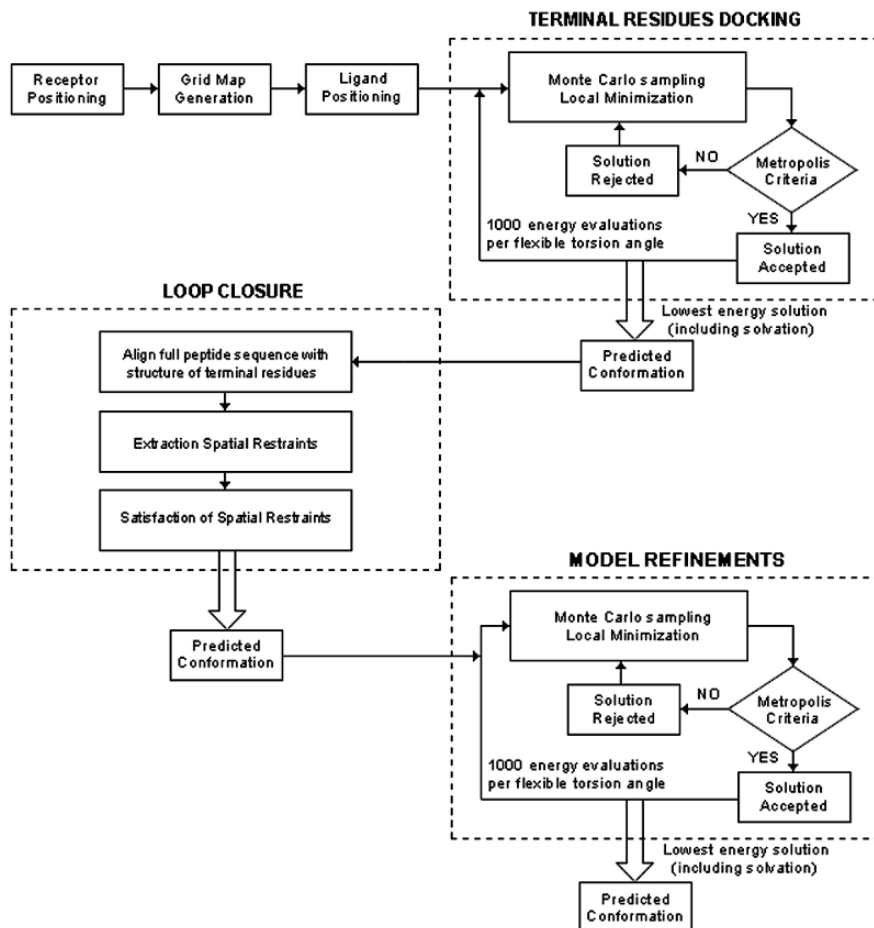 TERMINAL RESIDUES DOCKING
Receptor
Positioning
Grid Map
Generation
Ligand
Positioning
Monte Carlo sampling
Local Minimization
Solution
Rejected
NO
Metropolis
Criteria
YES
1000 energy evaluations
per flexible torsion angle
Solution
Accepted
Lowest energy solution
(including solvation)
Predicted
Conformation
LOOP CLOSURE
Align full peptide sequence with
structure of terminal residues
Extraction Spatial Restraints
Satisfaction of Spatial Restraints
Predicted
Conformation
MODEL REFINEMENTS
Monte Carlo sampling
Local Minimization
Solution
Rejected
NO
Metropolis
Criteria
YES
1000 energy evaluations
per flexible torsion angle
Solution
Accepted
Lowest energy solution
(including solvation)
Predicted
Conformation